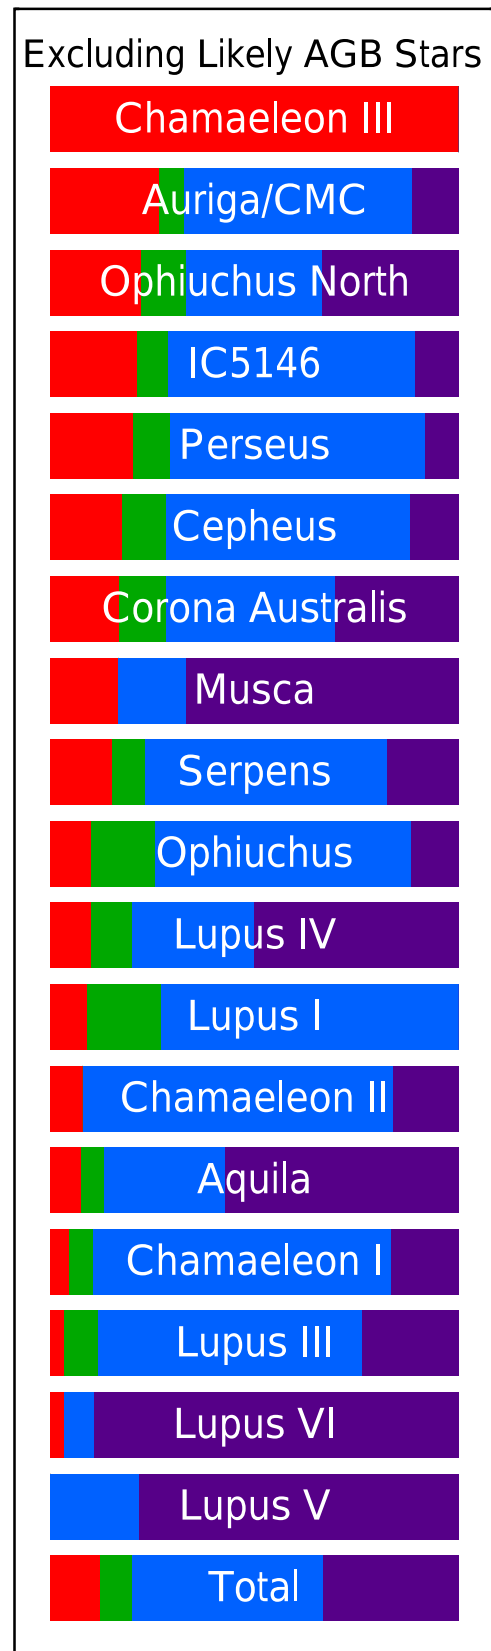 Excluding Likely AGB Stars
Chamaeleon III
Auriga/CMC
Ophiuchus North
IC5146
Perseus
Cepheus
Corona Australis
Musca
Serpens
Ophiuchus
Lupus IV
Lupus I
Chamaeleon II
Aquila
Chamaeleon I
Lupus III
Lupus VI
Lupus V
Total